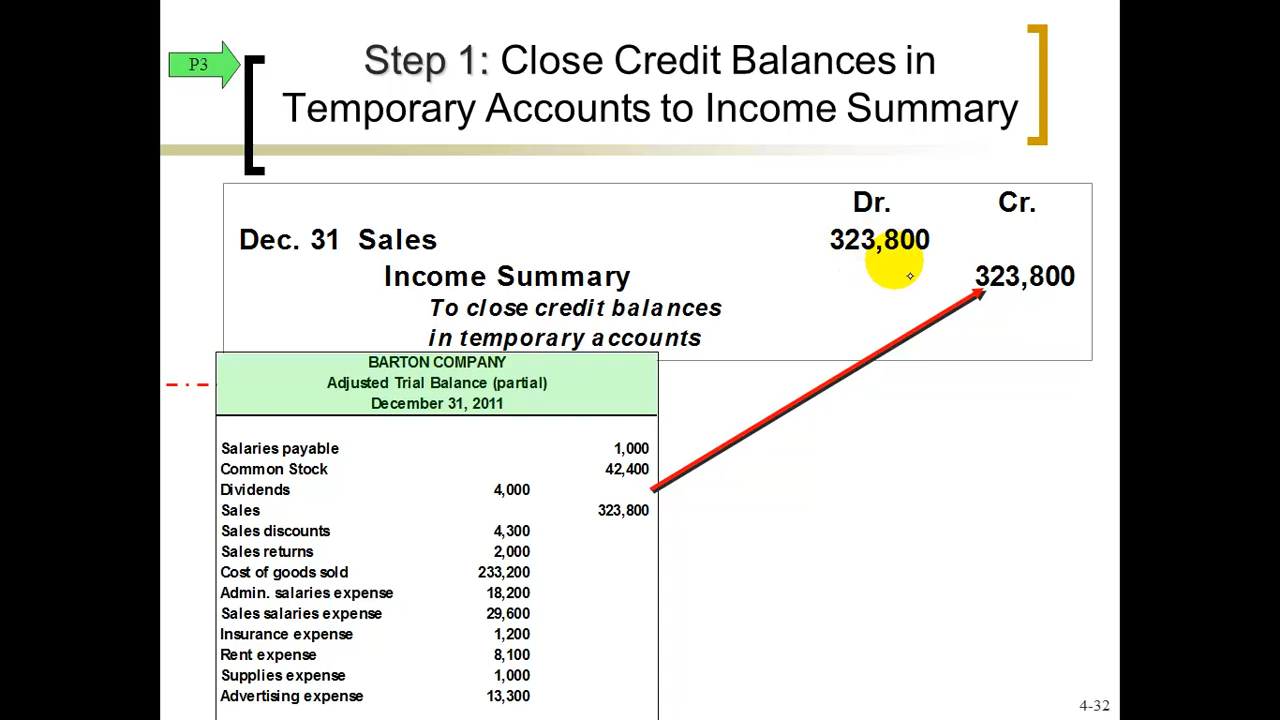 P3
Step 1: Close Credit Balances in
Temporary Accounts to Income Summary
Dr. Cr.
Dec. 31 Sales 323,800
Income Summary 323,800
To close credit balances
in temporary accounts
BARTON COMPANY
Adjusted Trial Balance (partial)
December 31, 2011
Salaries payable 1,000
Common Stock 42,400
Dividends 4,000
Sales 323,800
Sales discounts 4,300
Sales returns 2,000
Cost of goods sold 233,200
Admin. salaries expense 18,200
Sales salaries expense 29,600
Insurance expense 1,200
Rent expense 8,100
Supplies expense 1,000
Advertising expense 13,300
4-32